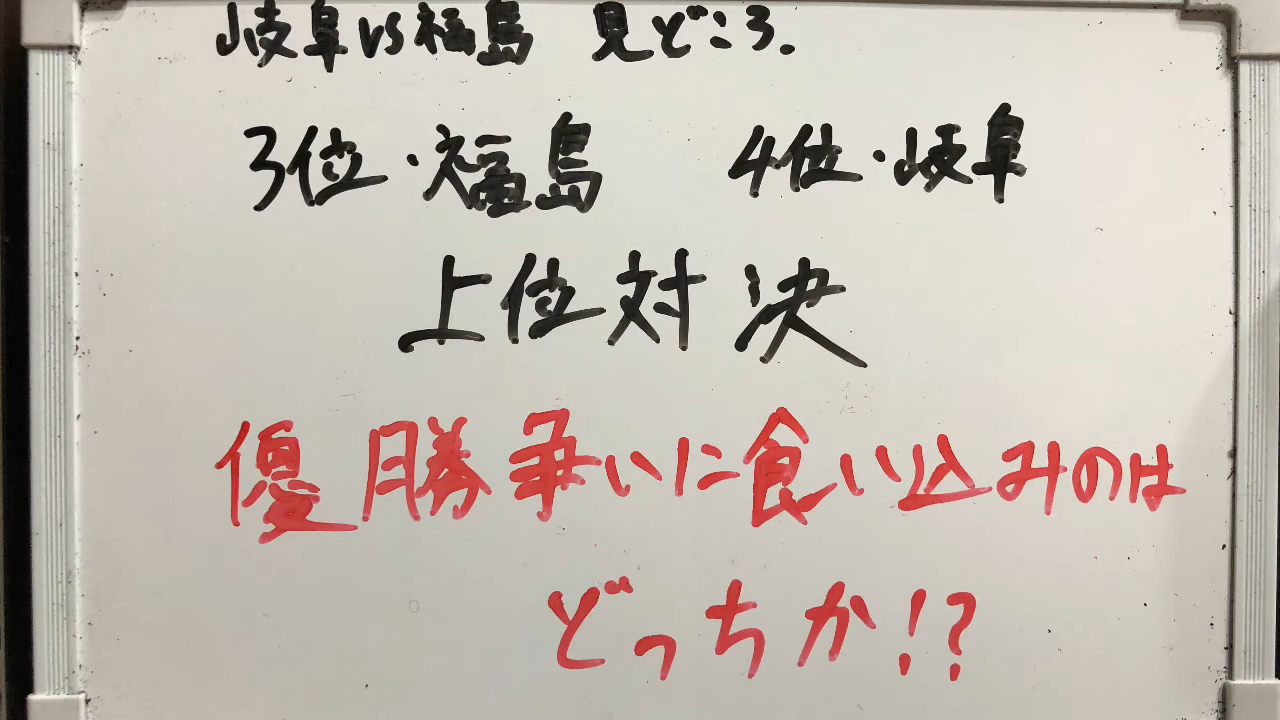 岐阜vs福島 見どころ.
3位・福島 4位・岐阜
上位対決
優勝争いに食い込みのは
どっちか!?